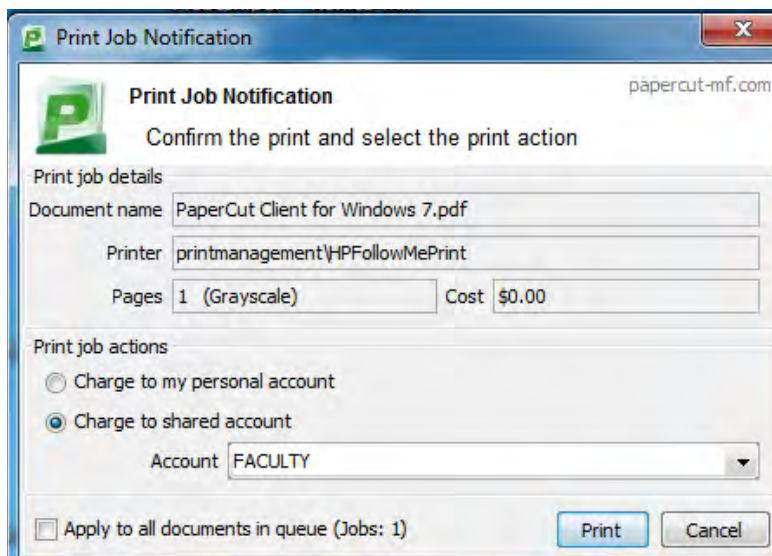 Print Job Notification
papercut-mf.com
Print Job Notification
Confirm the print and select the print action
Print job details
Document name PaperCut Client for Windows 7.pdf
Printer printmanagement\HPFollowMePrint
Pages 1 (Grayscale) Cost $0.00
Print job actions
Charge to my personal account
Charge to shared account
Account FACULTY
Apply to all documents in queue (Jobs: 1) Print Cancel